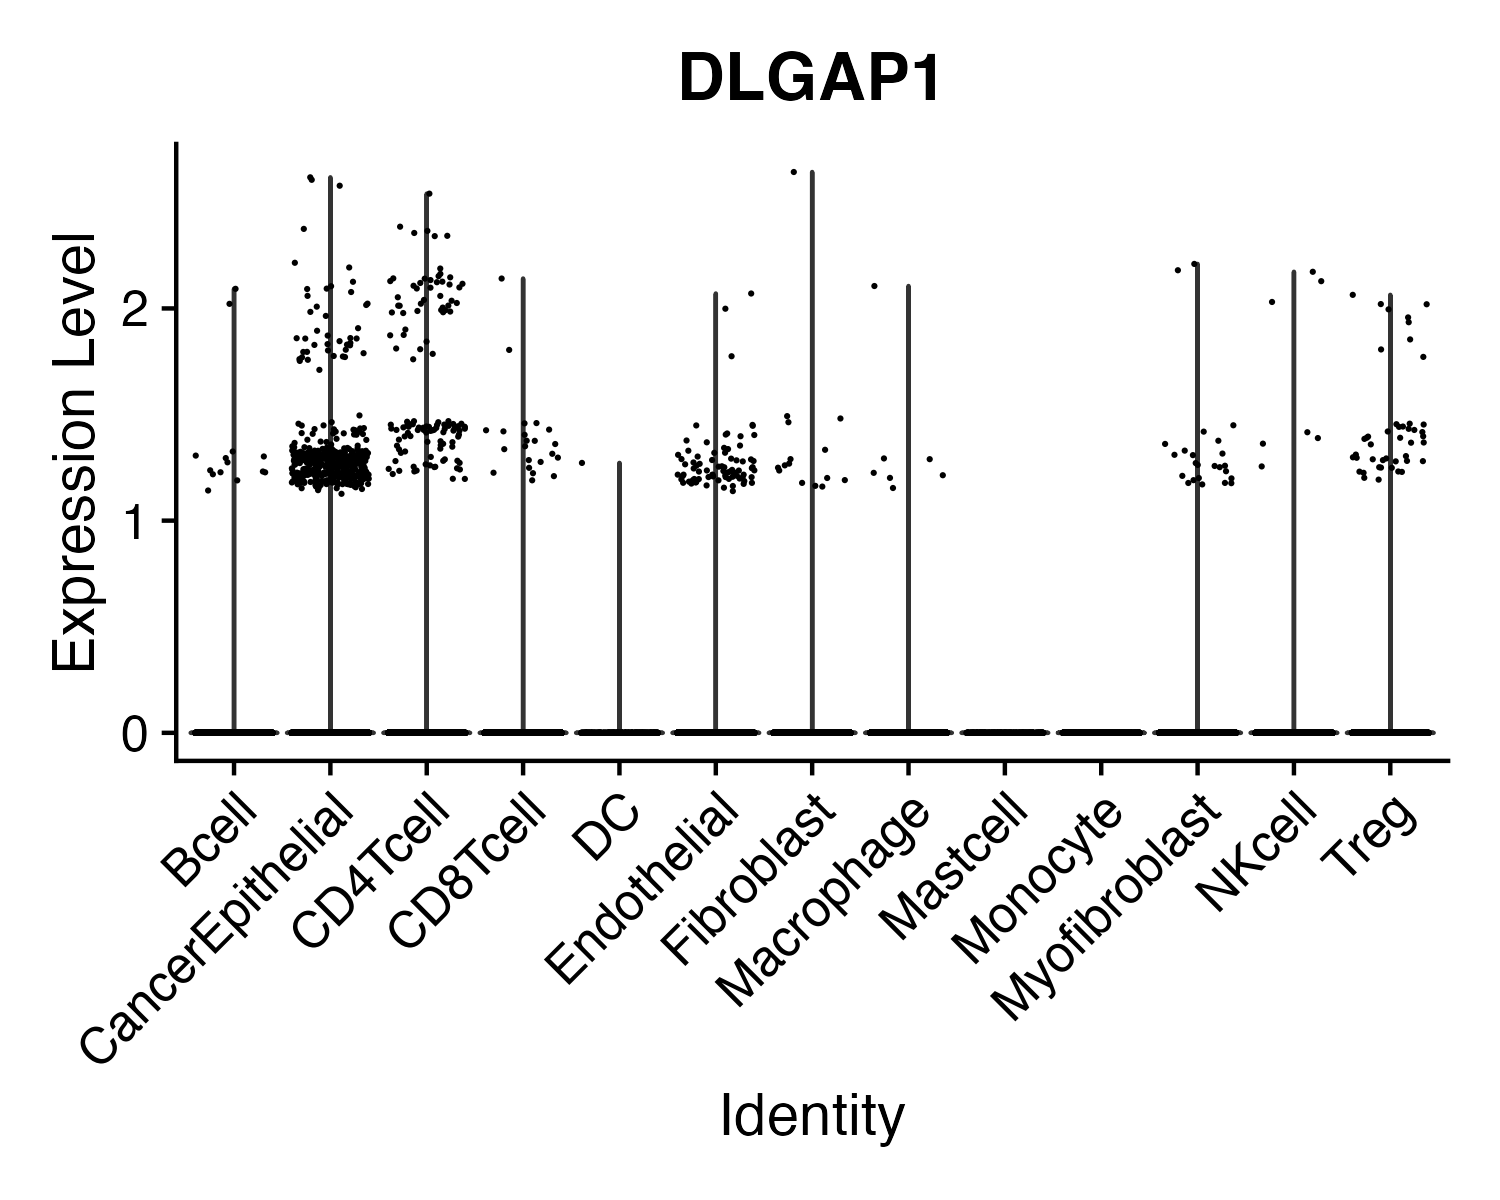 DLGAP1
Expression Level
2
1
0
Bcell
CancerEpithelial
CD4Tcell
CD8Tcell
DC
Endothelial
Fibroblast
Macrophage
Mastcell
Monocyte
Myofibroblast
NKcell
Treg
Identity